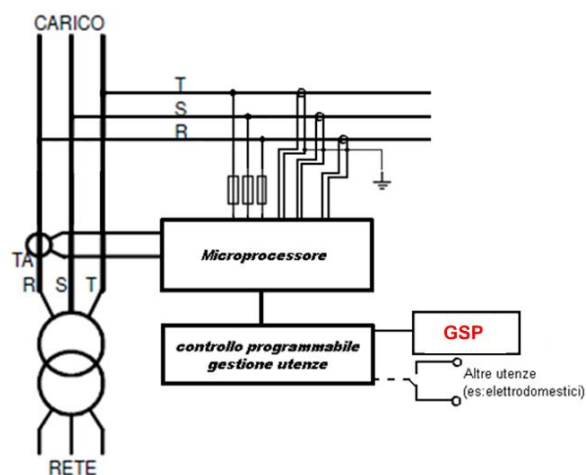 CARICO
T
S
R
TA
R S T
Microprocessore
controllo programmabile
gestione utenze
GSP
Altre utenze
(es:elettrodomestici)
RETE